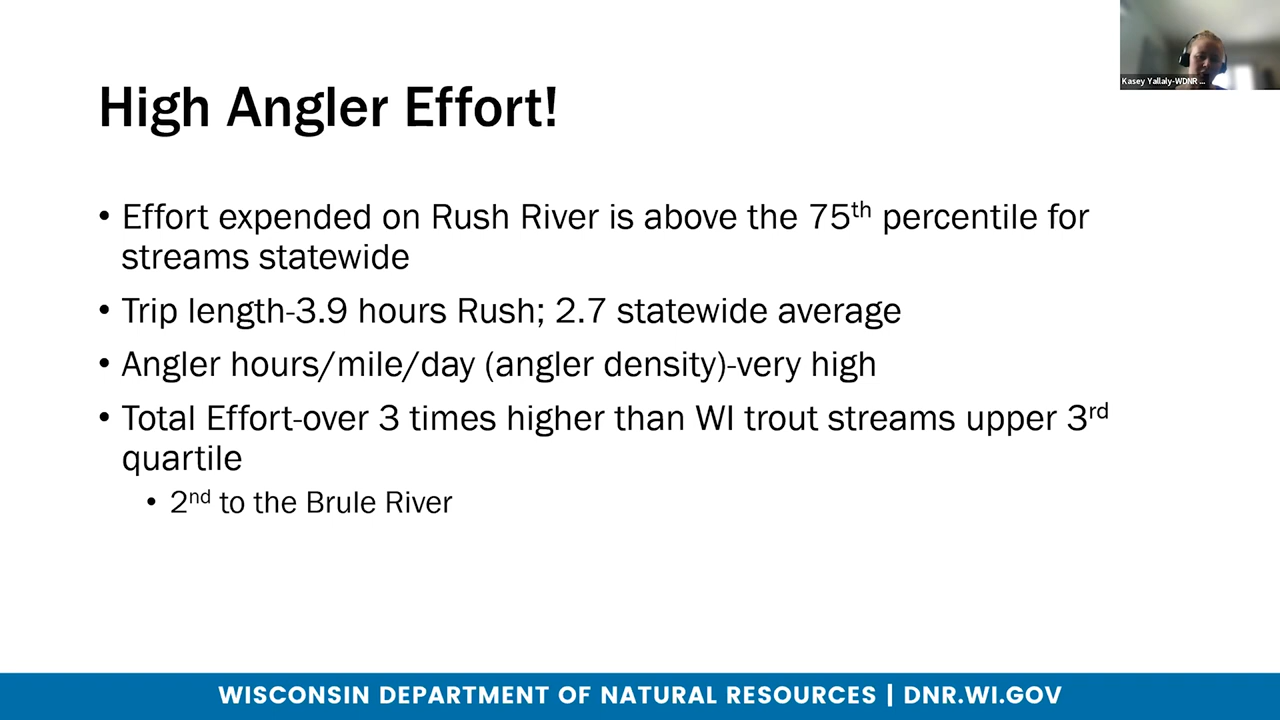 Kasey Yallaly-WDNR ...
High Angler Effort!
• Effort expended on Rush River is above the 75th percentile for
streams statewide
• Trip length-3.9 hours Rush; 2.7 statewide average
• Angler hours/mile/day (angler density)-very high
• Total Effort-over 3 times higher than WI trout streams upper 3rd
quartile
• 2nd to the Brule River
WISCONSIN DEPARTMENT OF NATURAL RESOURCES | DNR.WI.GOV